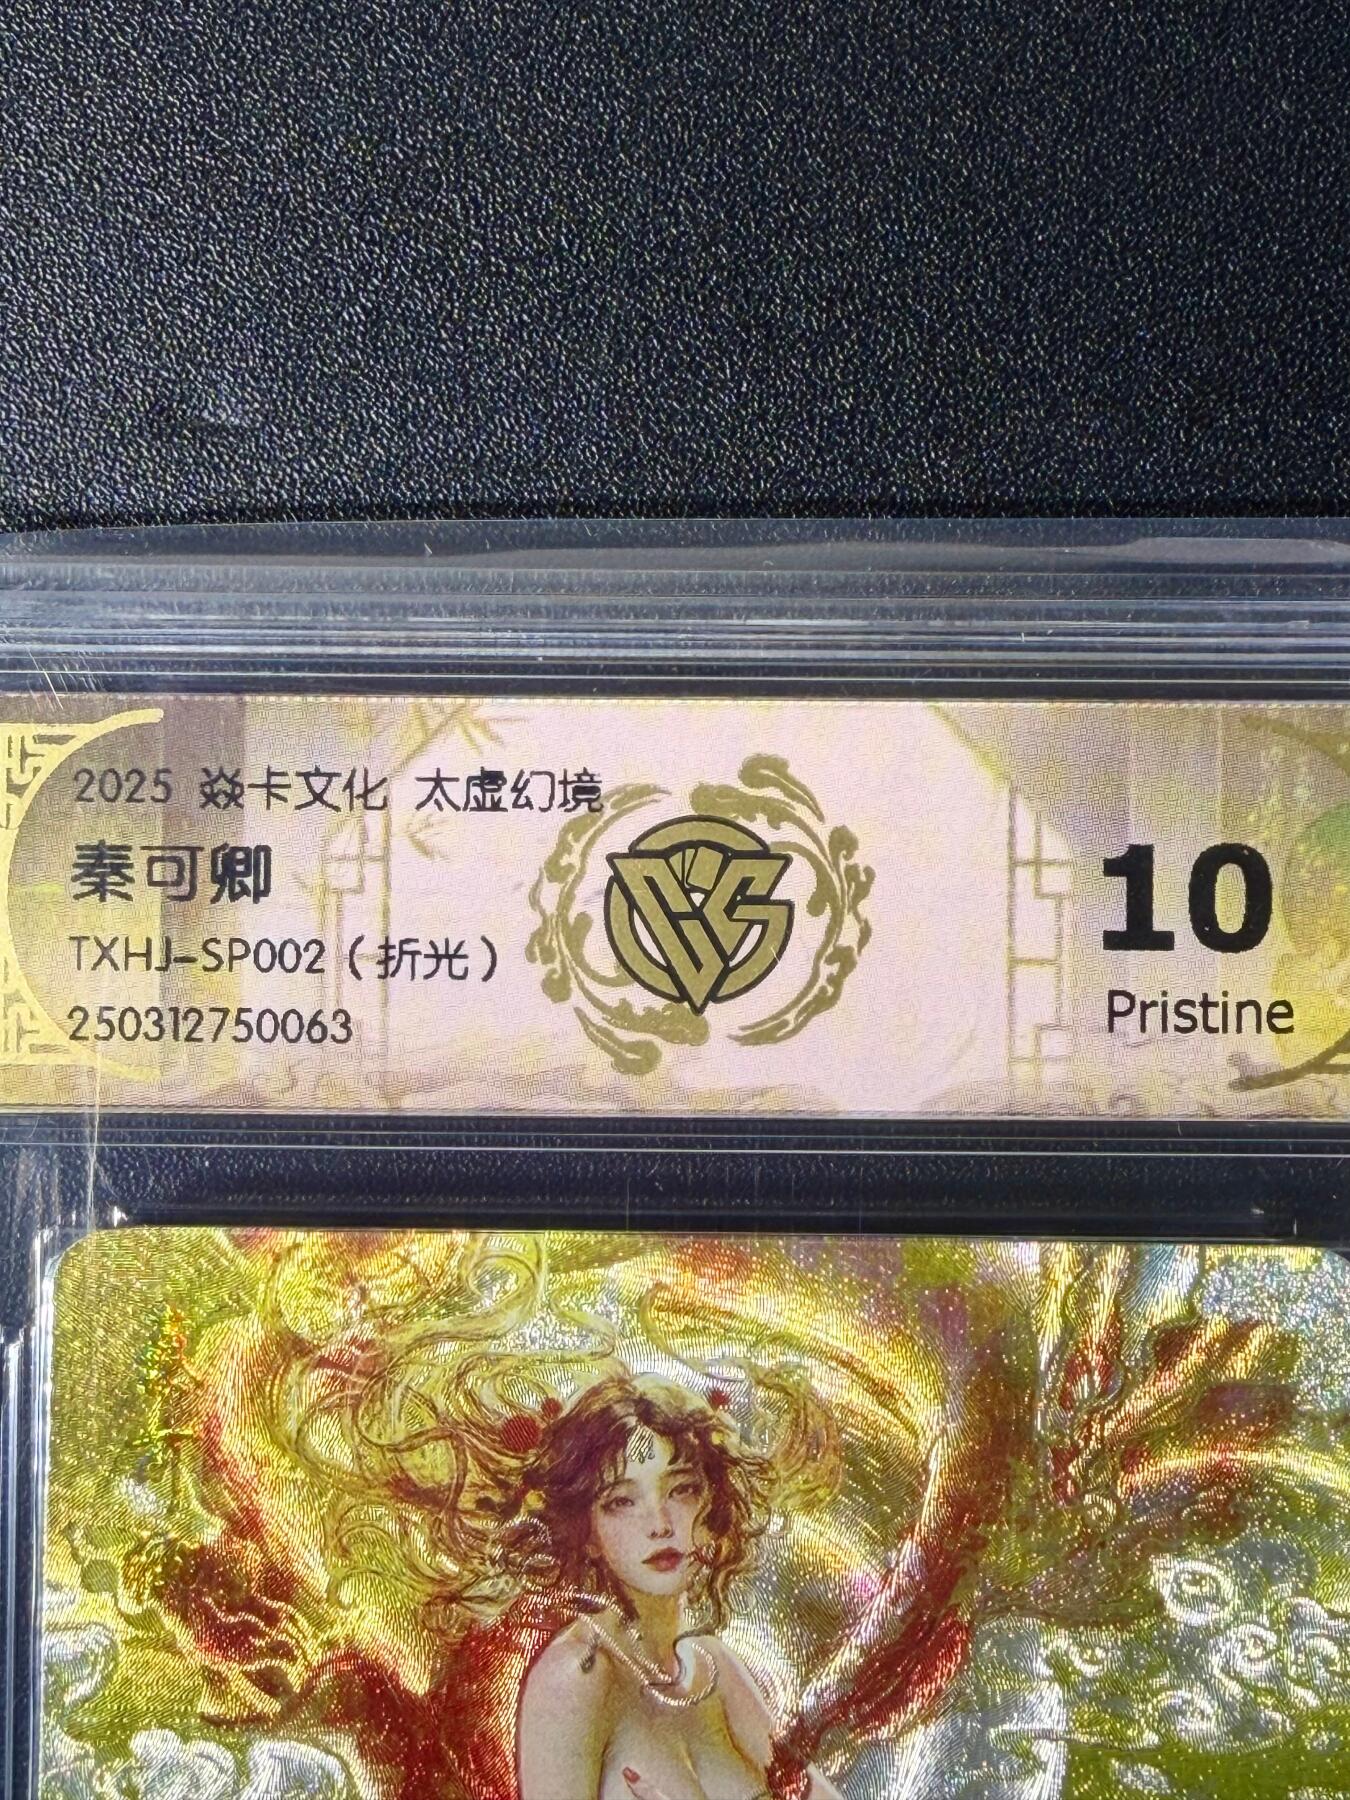 2025 焱卡文化 太虚幻境
秦可卿
TXHJ-SP002（折光）
250312750063
10
Pristine